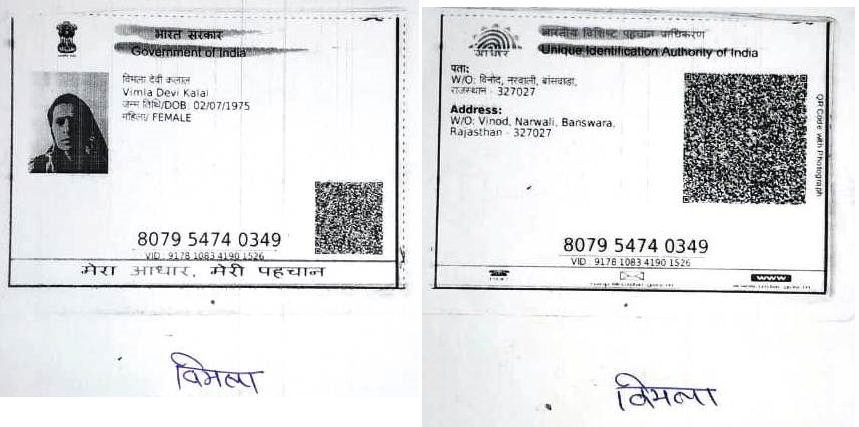 भारत सरकार
Government of India
विमला देवी कलाल
Vimla Devi Kalal
जन्म तिथि/DOB: 02/07/1975
महिला/ FEMALE
8079 5474 0349
VID : 9178 1083 4190 1526
मेरा आधार, मेरी पहचान
विमला
भारतीय विशिष्ट पहचान प्राधिकरण
Unique Identification Authority of India
आधार
पता:
W/O: विनोद, नरवाली, बांसवाड़ा,
राजस्थान - 327027
Address:
W/O: Vinod, Narwali, Banswara,
Rajasthan - 327027
QR Code with Photograph
8079 5474 0349
VID : 9178 1083 4190 1526
www
विमला